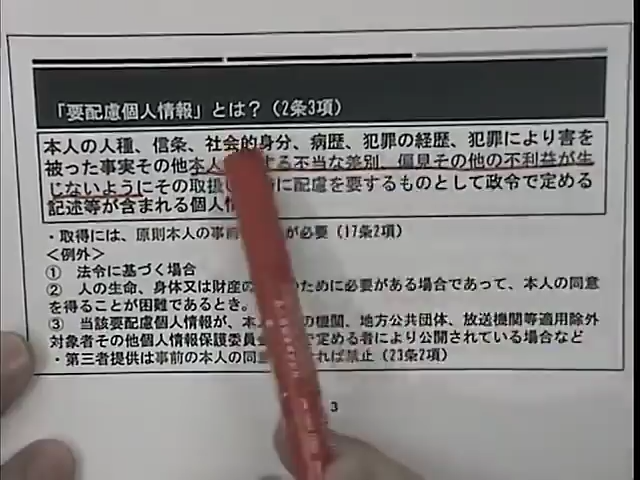 「要配慮個人情報」とは?(2条3項)
本人の人種、信条、社会的身分、病歴、犯罪の経歴、犯罪により害を
被った事実その他本人 する不当な差別、偏見その他の不利益が生
じないようにその取扱い に配慮を要するものとして政令で定める
記述等が含まれる個人情
・取得には、原則本人の事前 が必要(17条2項)
<例外>
① 法令に基づく場合
② 人の生命、身体又は財産の ために必要がある場合であって、本人の同意
を得ることが困難であるとき。
③ 当該要配慮個人情報が、本人 の機関、地方公共団体、放送機関等適用除外
対象者その他個人情報保護委員会 で定める者により公開されている場合など
・第三者提供は事前の本人の同意 ければ禁止(23条2項)
3